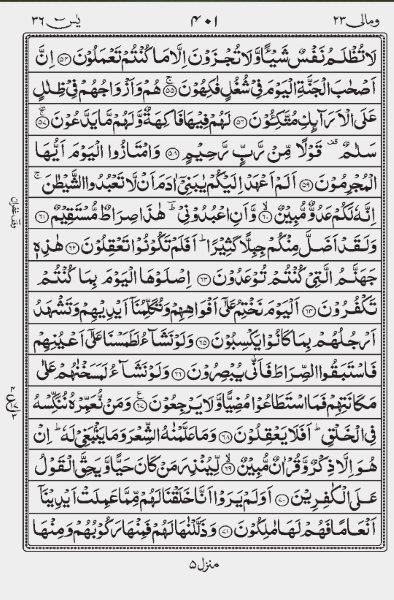 ومالی ۲۳ ۴۰۱ یٰسٓ ۳۶
لَا تُظْلَمُ نَفْسٌ شَيْـًٔا وَّلَا تُجْزَوْنَ اِلَّا مَا كُنْتُمْ تَعْمَلُوْنَ ﴿۵۴﴾ اِنَّ
اَصْحٰبَ الْجَنَّةِ الْيَوْمَ فِيْ شُغُلٍ فٰكِهُوْنَ ﴿۵۵﴾ هُمْ وَاَزْوَاجُهُمْ فِيْ ظِلٰلٍ
عَلَى الْاَرَآئِكِ مُتَّكِـُٔوْنَ ﴿۵۶﴾ لَهُمْ فِيْهَا فَاكِهَةٌ وَّلَهُمْ مَّا يَدَّعُوْنَ ﴿۵۷﴾
سَلٰمٌ قَوْلًا مِّنْ رَّبٍّ رَّحِيْمٍ ﴿۵۸﴾ وَامْتَازُوا الْيَوْمَ اَيُّهَا
الْمُجْرِمُوْنَ ﴿۵۹﴾ اَلَمْ اَعْهَدْ اِلَيْكُمْ يٰبَنِيْٓ اٰدَمَ اَنْ لَّا تَعْبُدُوا الشَّيْطٰنَ ۚ
اِنَّهٗ لَكُمْ عَدُوٌّ مُّبِيْنٌ ﴿۶۰﴾ وَّاَنِ اعْبُدُوْنِيْ ؕ هٰذَا صِرَاطٌ مُّسْتَقِيْمٌ ﴿۶۱﴾
وَلَقَدْ اَضَلَّ مِنْكُمْ جِبِلًّا كَثِيْرًا ؕ اَفَلَمْ تَكُوْنُوْا تَعْقِلُوْنَ ﴿۶۲﴾ هٰذِهٖ
جَهَنَّمُ الَّتِيْ كُنْتُمْ تُوْعَدُوْنَ ﴿۶۳﴾ اِصْلَوْهَا الْيَوْمَ بِمَا كُنْتُمْ
تَكْفُرُوْنَ ﴿۶۴﴾ اَلْيَوْمَ نَخْتِمُ عَلٰٓى اَفْوَاهِهِمْ وَتُكَلِّمُنَآ اَيْدِيْهِمْ وَتَشْهَدُ
اَرْجُلُهُمْ بِمَا كَانُوْا يَكْسِبُوْنَ ﴿۶۵﴾ وَلَوْ نَشَآءُ لَطَمَسْنَا عَلٰٓى اَعْيُنِهِمْ
فَاسْتَبَقُوا الصِّرَاطَ فَاَنّٰى يُبْصِرُوْنَ ﴿۶۶﴾ وَلَوْ نَشَآءُ لَمَسَخْنٰهُمْ عَلٰى
مَكَانَتِهِمْ فَمَا اسْتَطَاعُوْا مُضِيًّا وَّلَا يَرْجِعُوْنَ ﴿۶۷﴾ وَمَنْ نُّعَمِّرْهُ نُنَكِّسْهُ
فِي الْخَلْقِ ؕ اَفَلَا يَعْقِلُوْنَ ﴿۶۸﴾ وَمَا عَلَّمْنٰهُ الشِّعْرَ وَمَا يَنْۢبَغِيْ لَهٗ ؕ اِنْ
هُوَ اِلَّا ذِكْرٌ وَّقُرْاٰنٌ مُّبِيْنٌ ﴿۶۹﴾ لِّيُنْذِرَ مَنْ كَانَ حَيًّا وَّيَحِقَّ الْقَوْلُ
عَلَى الْكٰفِرِيْنَ ﴿۷۰﴾ اَوَلَمْ يَرَوْا اَنَّا خَلَقْنَا لَهُمْ مِّمَّا عَمِلَتْ اَيْدِيْنَآ
اَنْعَامًا فَهُمْ لَهَا مٰلِكُوْنَ ﴿۷۱﴾ وَذَلَّلْنٰهَا لَهُمْ فَمِنْهَا رَكُوْبُهُمْ وَمِنْهَا
منزل ۵